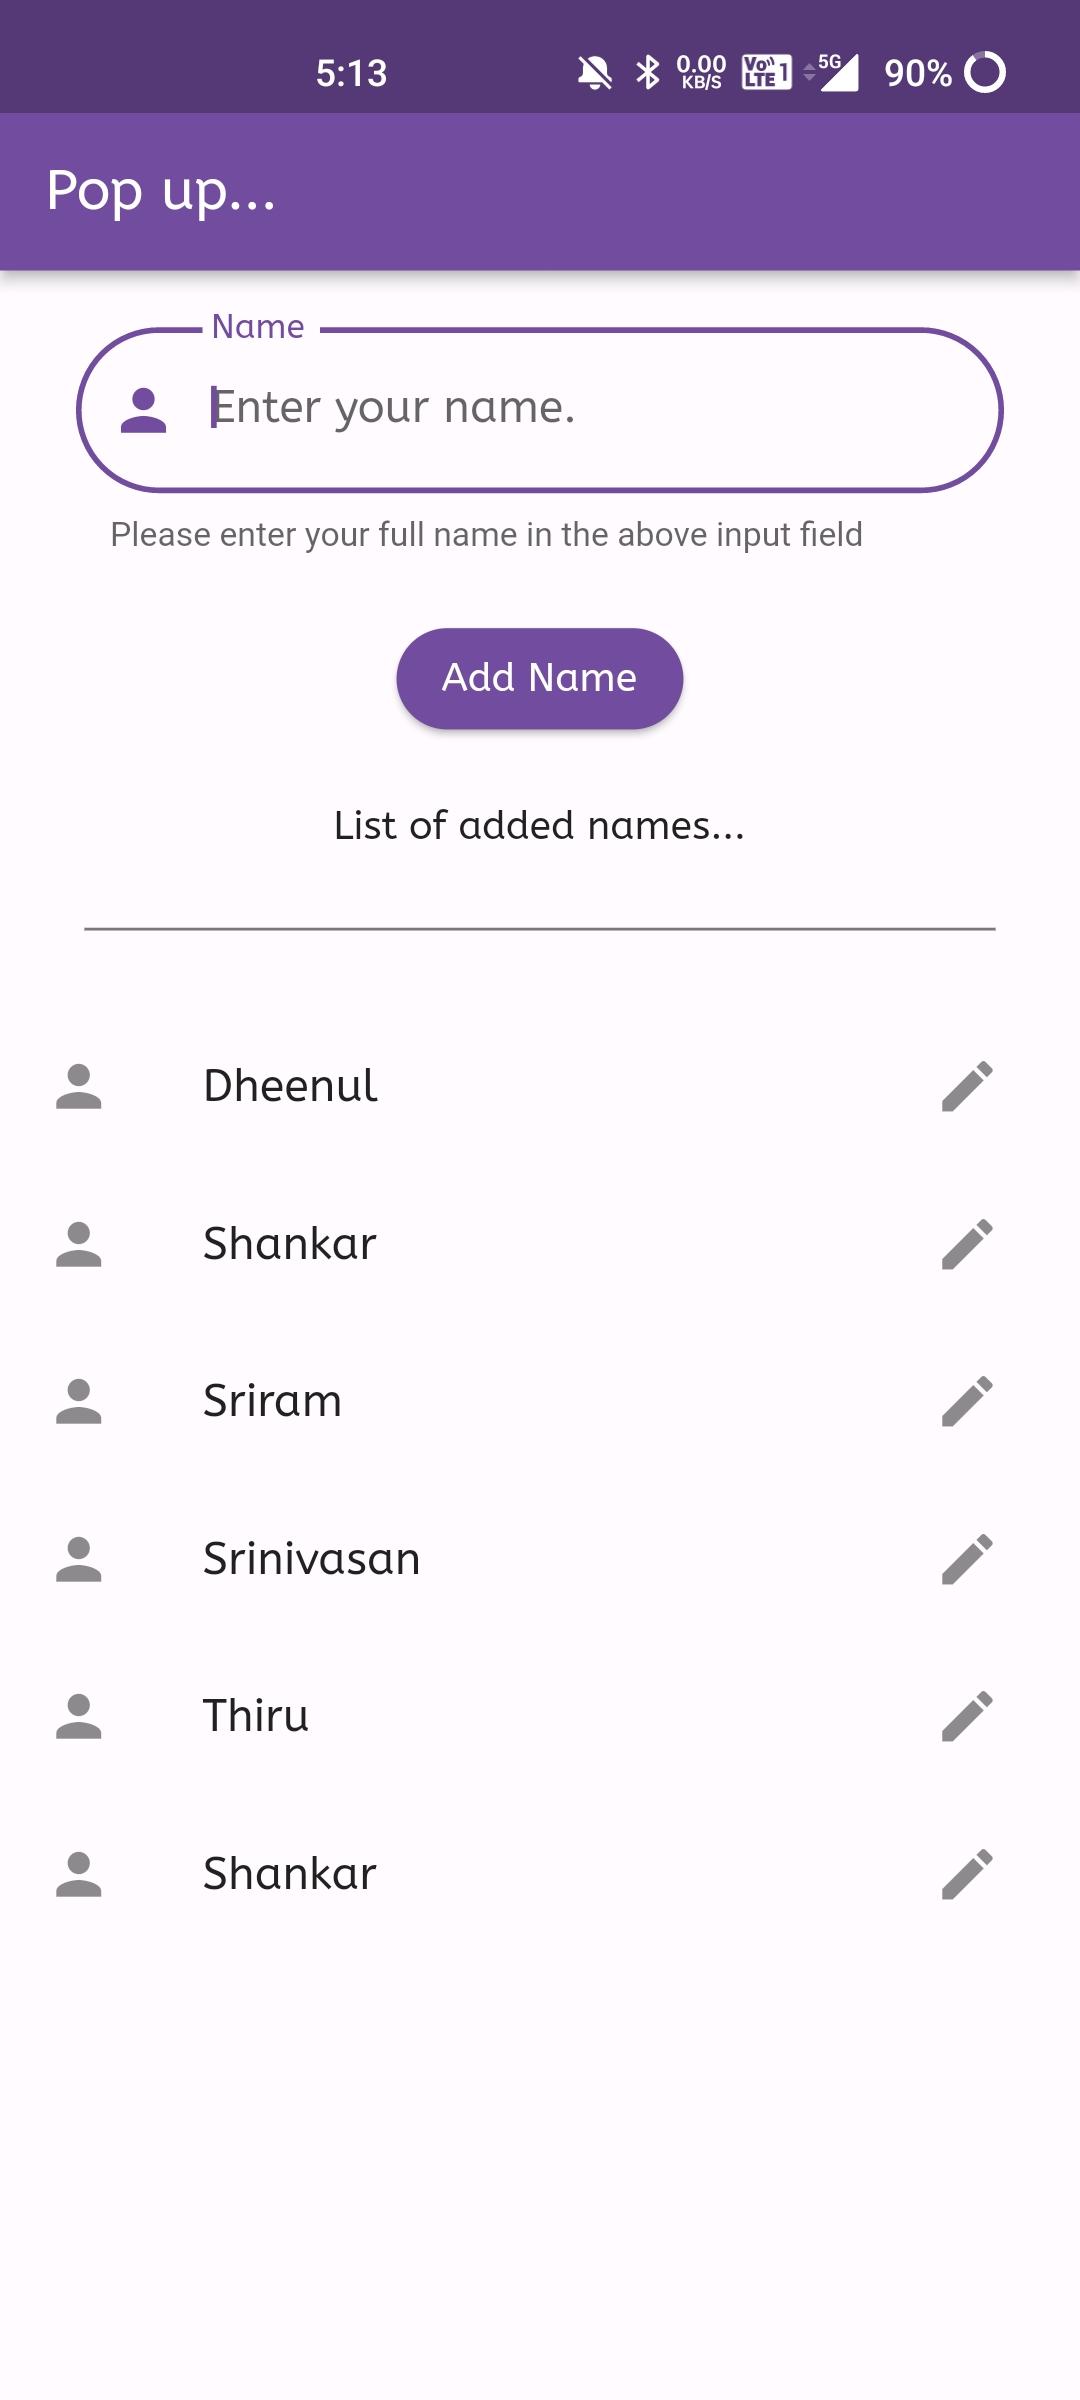 5:13 0.00 KB/S Vo LTE 1 5G 90%
Pop up...
Name
Enter your name.
Please enter your full name in the above input field
Add Name
List of added names...
Dheenul
Shankar
Sriram
Srinivasan
Thiru
Shankar